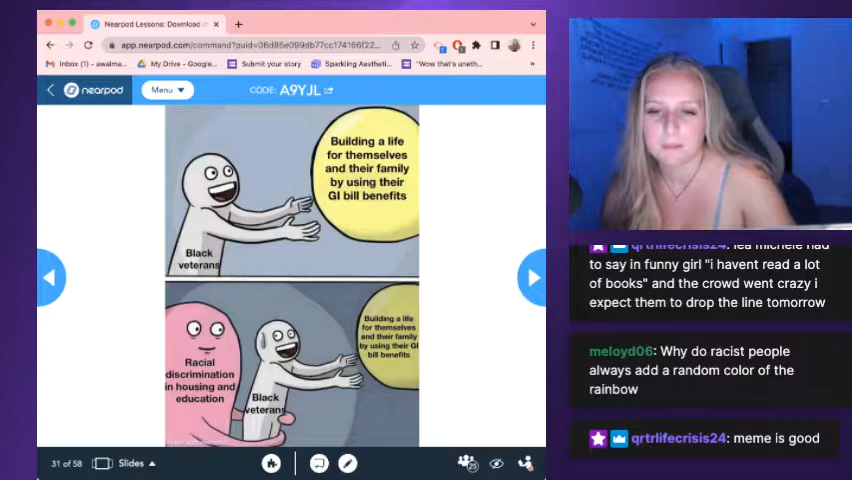 Nearpod Lessons: Download r
app.nearpod.com/command?puid=06d85e099db77cc174166f22...
Inbox (1) - awalma...
My Drive - Google...
Submit your story
Sparkling Aestheti...
"Wow that's uneth...
nearpod
Menu
CODE: A9YJL
Building a life
for themselves
and their family
by using their
GI bill benefits
Black
veterans
Building a life
for themselves
and their family
by using their GI
bill benefits
Racial
discrimination
in housing and
education
Black
veterans
31 of 58
Slides
25
qrtrlifecrisis24: lea michele had
to say in funny girl "i havent read a lot
of books" and the crowd went crazy i
expect them to drop the line tomorrow
meloyd06: Why do racist people
always add a random color of the
rainbow
qrtrlifecrisis24: meme is good